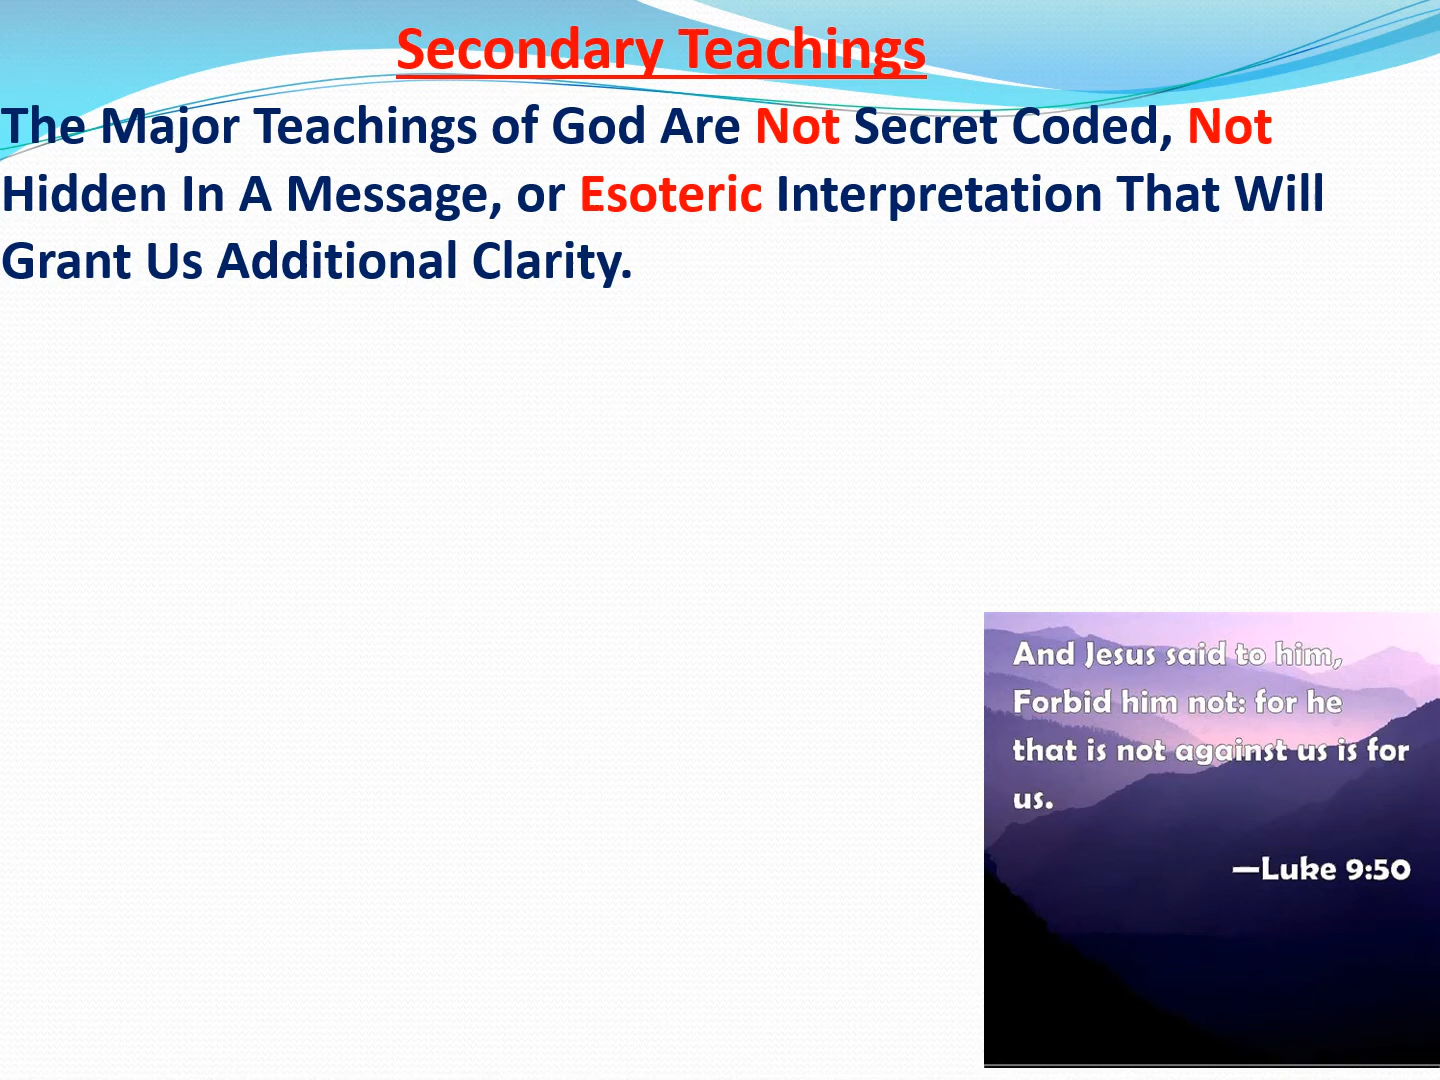 Secondary Teachings
The Major Teachings of God Are Not Secret Coded, Not
Hidden In A Message, or Esoteric Interpretation That Will
Grant Us Additional Clarity.
And Jesus said to him,
Forbid him not: for he
that is not against us is for
us.
—Luke 9:50